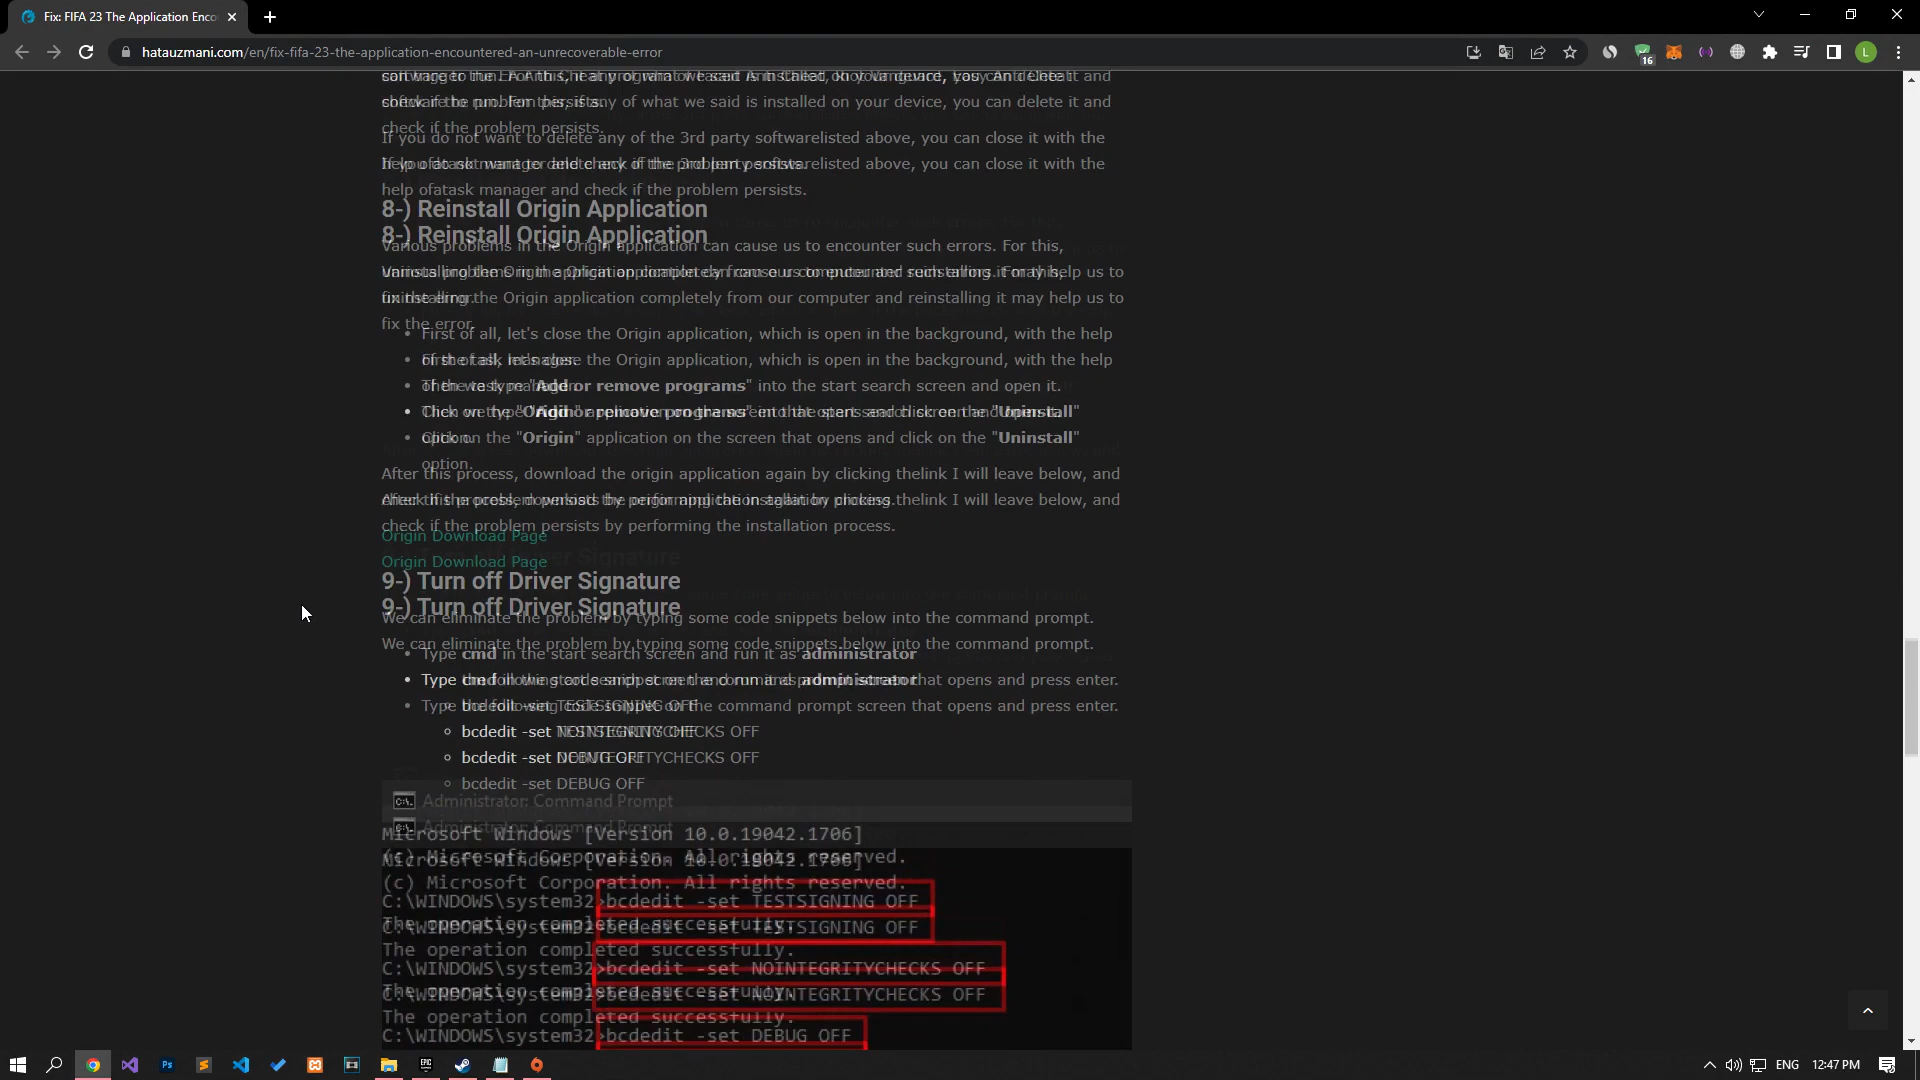 Fix: FIFA 23 The Application Enco
hatauzmani.com/en/fix-fifa-23-the-application-encountered-an-unrecoverable-error
16
L
check if the problem persists.
If you do not want to delete any of the 3rd party softwarelisted above, you can close it with the
help ofatask manager and check if the problem persists.
8-) Reinstall Origin Application
Various problems in the Origin application can cause us to encounter such errors. For this,
uninstalling the Origin application completely from our computer and reinstalling it may help us to
fix the error.
First of all, let's close the Origin application, which is open in the background, with the help
of the task manager.
Then we type "Add or remove programs" into the start search screen and open it.
Click on the "Origin" application on the screen that opens and click on the "Uninstall"
option.
After this process, download the origin application again by clicking thelink I will leave below, and
check if the problem persists by performing the installation process.
Origin Download Page
9-) Turn off Driver Signature
We can eliminate the problem by typing some code snippets below into the command prompt.
Type cmd in the start search screen and run it as administrator
Type the following code snippet on the command prompt screen that opens and press enter.
bcdedit -set TESTSIGNING OFF
bcdedit -set NOINTEGRITYCHECKS OFF
bcdedit -set DEBUG OFF
Administrator: Command Prompt
Microsoft Windows [Version 10.0.19042.1706]
(c) Microsoft Corporation. All rights reserved.
C:\WINDOWS\system32>bcdedit -set TESTSIGNING OFF
The operation completed successfully.
C:\WINDOWS\system32>bcdedit -set NOINTEGRITYCHECKS OFF
The operation completed successfully.
C:\WINDOWS\system32>bcdedit -set DEBUG OFF
ENG
12:47 PM